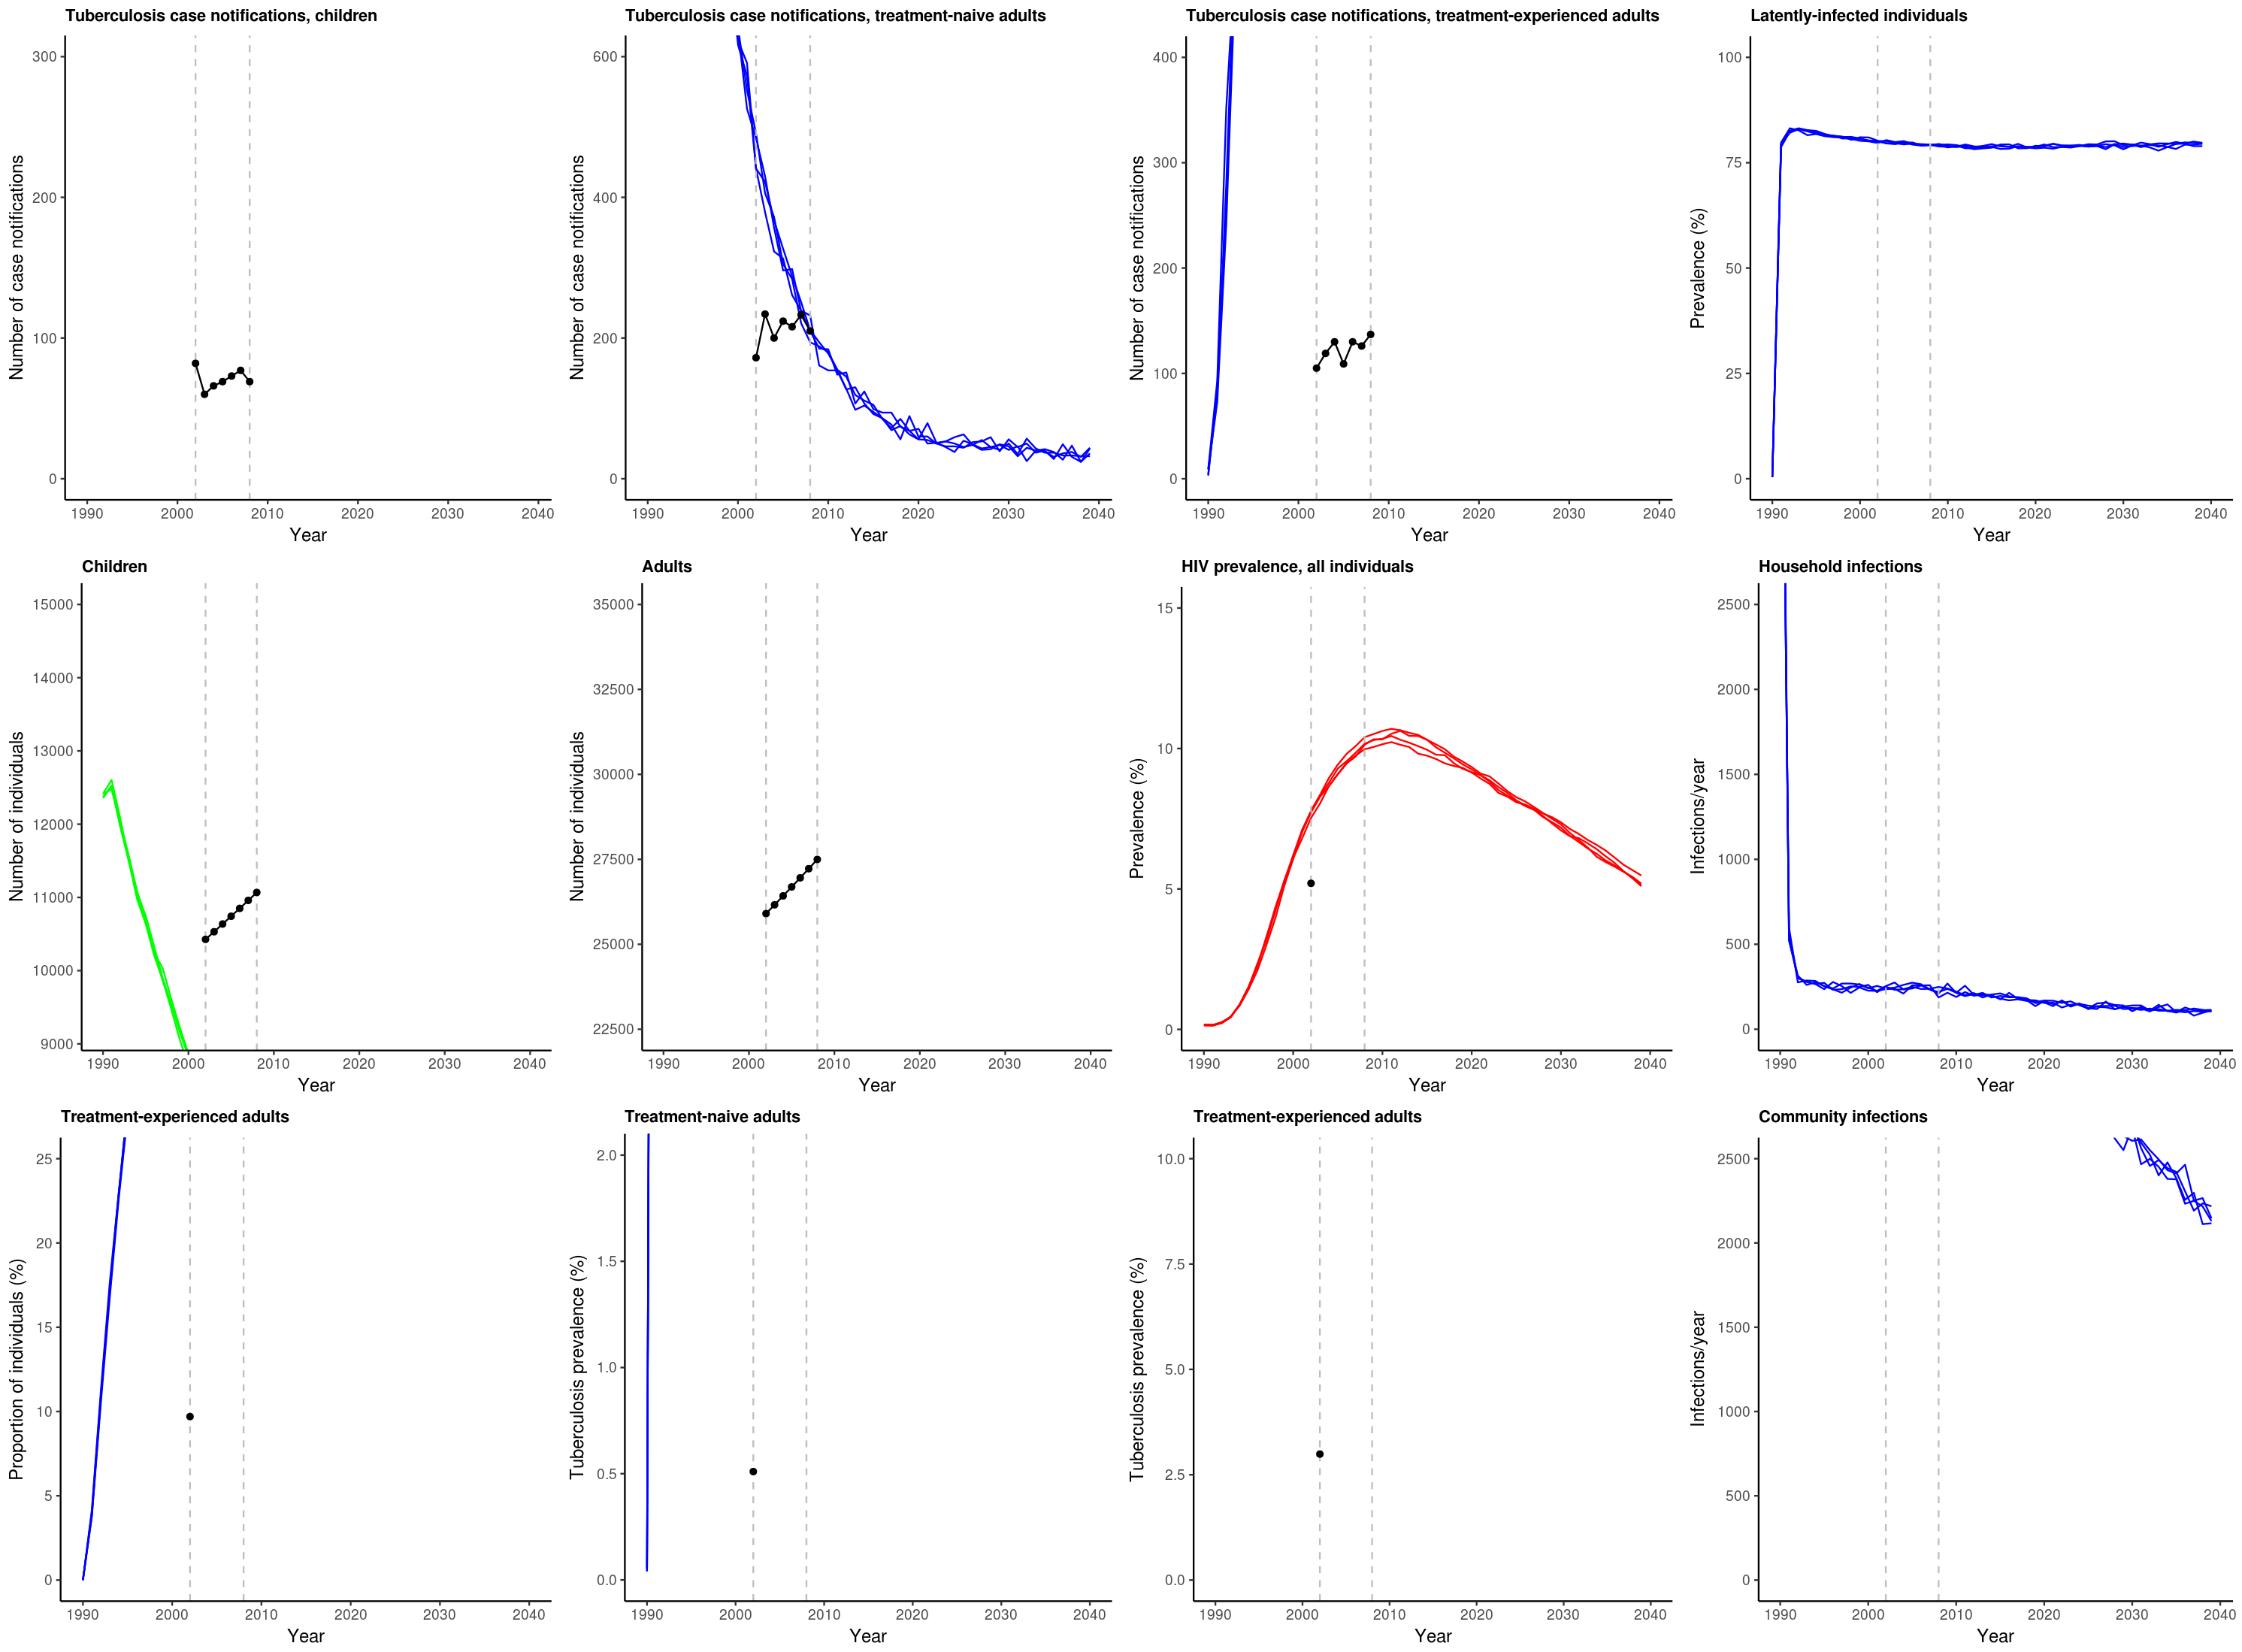 Tuberculosis case notifications, children
Number of case notifications
300
200
100
0
1990 2000 2010 2020 2030 2040
Year
Tuberculosis case notifications, treatment-naive adults
Number of case notifications
600
400
200
0
1990 2000 2010 2020 2030 2040
Year
Tuberculosis case notifications, treatment-experienced adults
Number of case notifications
400
300
200
100
0
1990 2000 2010 2020 2030 2040
Year
Latently-infected individuals
Prevalence (%)
100
75
50
25
0
1990 2000 2010 2020 2030 2040
Year
Children
Number of individuals
15000
14000
13000
12000
11000
10000
9000
1990 2000 2010 2020 2030 2040
Year
Adults
Number of individuals
35000
32500
30000
27500
25000
22500
1990 2000 2010 2020 2030 2040
Year
HIV prevalence, all individuals
Prevalence (%)
15
10
5
0
1990 2000 2010 2020 2030 2040
Year
Household infections
Infections/year
2500
2000
1500
1000
500
0
1990 2000 2010 2020 2030 2040
Year
Treatment-experienced adults
Proportion of individuals (%)
25
20
15
10
5
0
1990 2000 2010 2020 2030 2040
Year
Treatment-naive adults
Tuberculosis prevalence (%)
2.0
1.5
1.0
0.5
0.0
1990 2000 2010 2020 2030 2040
Year
Treatment-experienced adults
Tuberculosis prevalence (%)
10.0
7.5
5.0
2.5
0.0
1990 2000 2010 2020 2030 2040
Year
Community infections
Infections/year
2500
2000
1500
1000
500
0
1990 2000 2010 2020 2030 2040
Year